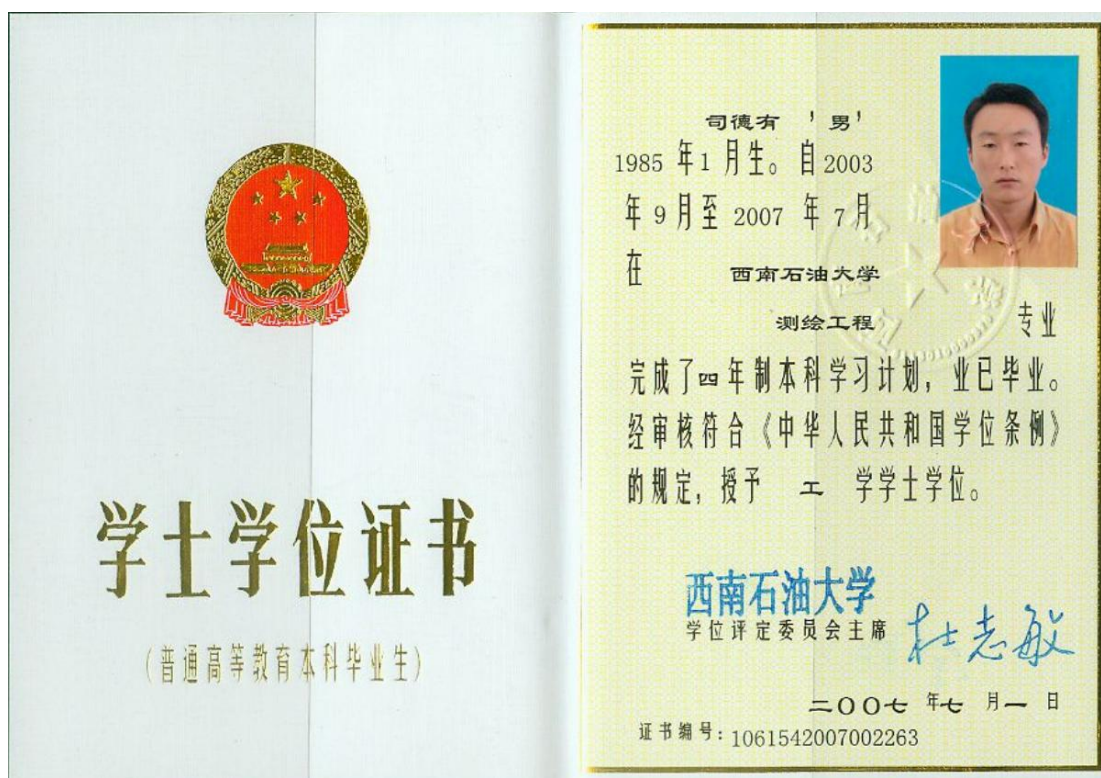 学士学位证书
(普通高等教育本科毕业生)
司德有 ,男,
1985 年 1 月生。自 2003
年 9 月至 2007 年 7 月
在 西南石油大学
测绘工程 专业
完成了四年制本科学习计划，业已毕业。
经审核符合《中华人民共和国学位条例》
的规定，授予 工 学学士学位。
西南石油大学
学位评定委员会主席 杜志敏
二〇〇七 年七 月一 日
证书编号：1061542007002263